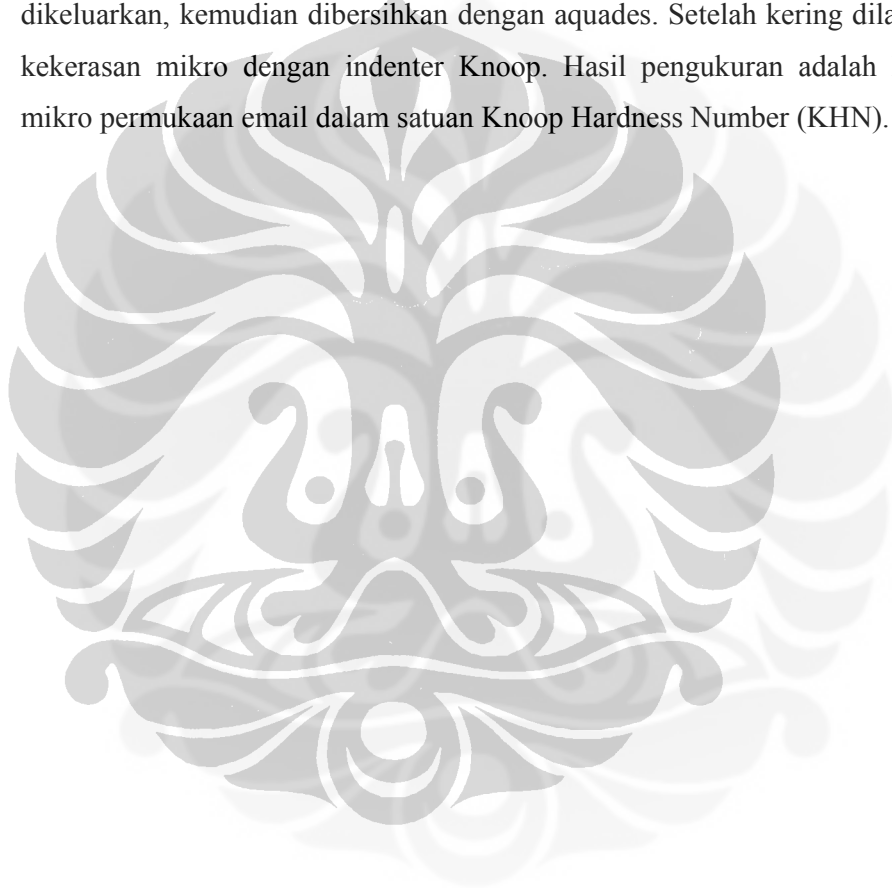 dikeluarkan, kemudian dibersihkan dengan aquades. Setelah kering
kekerasan mikro dengan indenter Knoop. Hasil pengukuran adalah
mikro permukaan email dalam satuan Knoop Hardness Number (KHN).